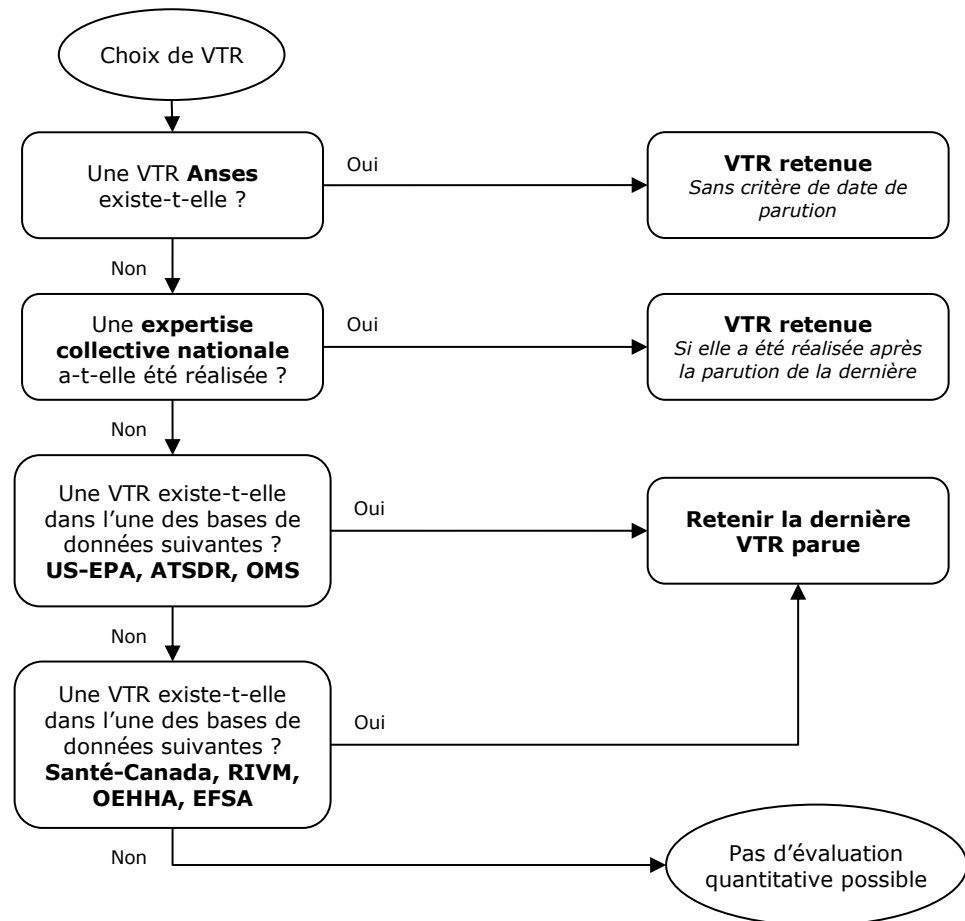 Choix de VTR
Une VTR Anses
existe-t-elle ?
Oui
VTR retenue
Sans critère de date de
parution
Non
Une expertise
collective nationale
a-t-elle été réalisée ?
Oui
VTR retenue
Si elle a été réalisée après
la parution de la dernière
Non
Une VTR existe-t-elle
dans l’une des bases de
données suivantes ?
US-EPA, ATSDR, OMS
Oui
Retenir la dernière
VTR parue
Non
Une VTR existe-t-elle
dans l’une des bases de
données suivantes ?
Santé-Canada, RIVM,
OEHHA, EFSA
Oui
Non
Pas d’évaluation
quantitative possible